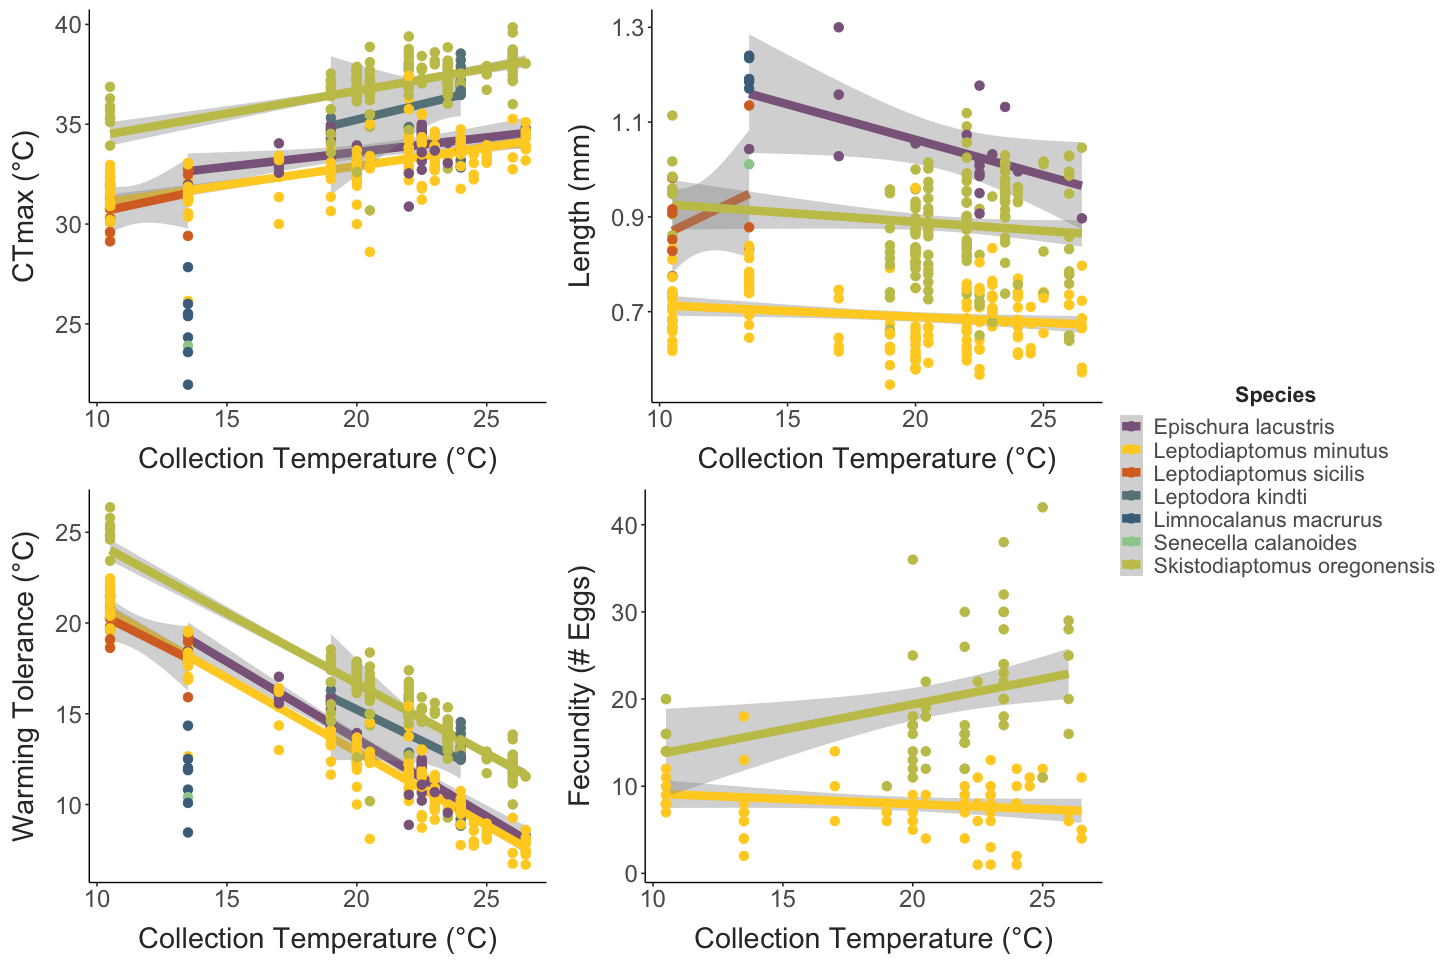 CTmax (°C)
40
35
30
25
10
15
20
25
Collection Temperature (°C)
Length (mm)
1.3
1.1
0.9
0.7
10
15
20
25
Collection Temperature (°C)
Species
Epischura lacustris
Leptodiaptomus minutus
Leptodiaptomus sicilis
Leptodora kindti
Limnocalanus macrurus
Senecella calanoides
Skistodiaptomus oregonensis
Warming Tolerance (°C)
25
20
15
10
10
15
20
25
Collection Temperature (°C)
Fecundity (# Eggs)
40
30
20
10
0
10
15
20
25
Collection Temperature (°C)